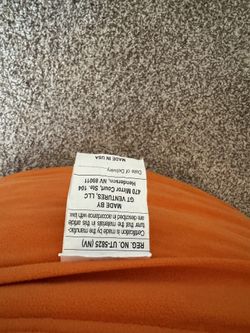 REG. NO. UT-5825 (NV)
Certification is made by the manufac-
turer that the materials in this article
are described in accordance with law.
MADE BY
GT VENTURES, LLC
470 Mirror Court, Ste. 104
Henderson, NV 89011
Date of Delivery
MADE IN USA